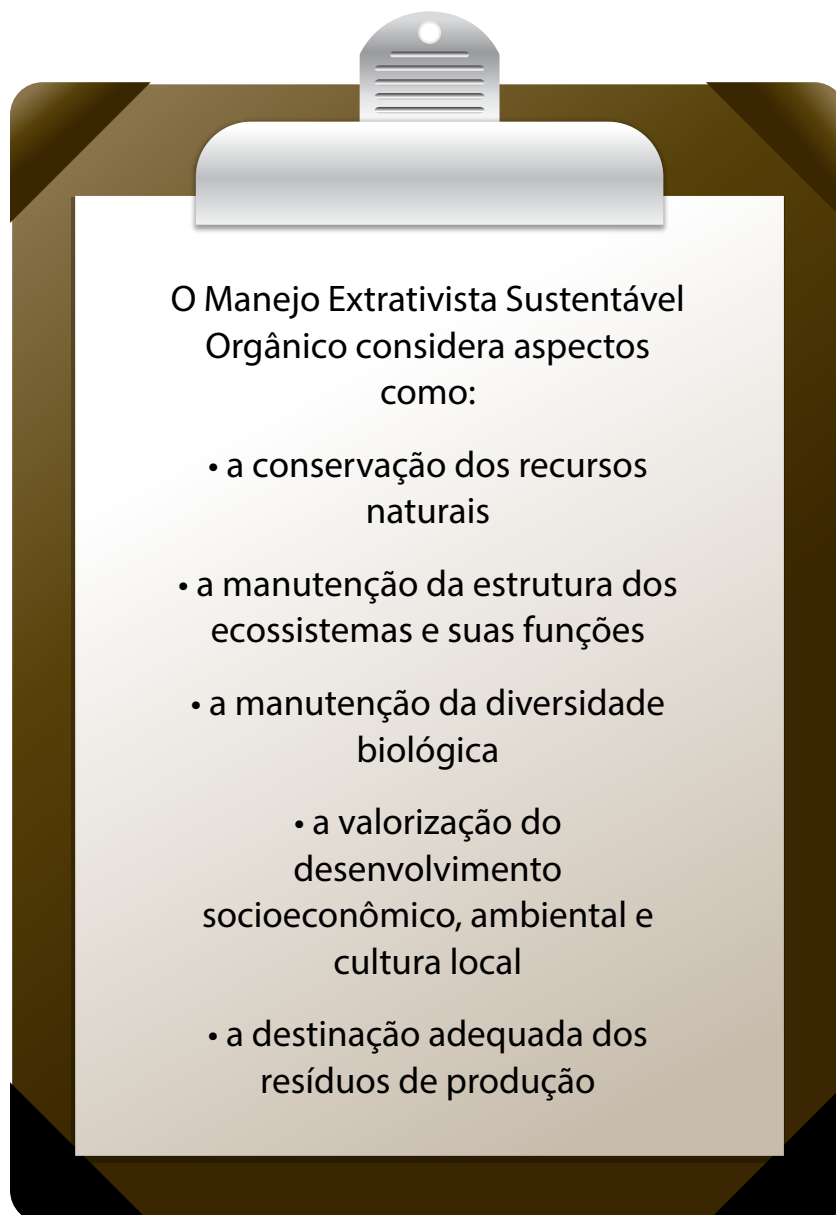 O Manejo Extrativista Sustentável
Orgânico considera aspectos
como:
• a conservação dos recursos
naturais
• a manutenção da estrutura dos
ecossistemas e suas funções
• a manutenção da diversidade
biológica
• a valorização do
desenvolvimento
socioeconômico, ambiental e
cultura local
• a destinação adequada dos
resíduos de produção